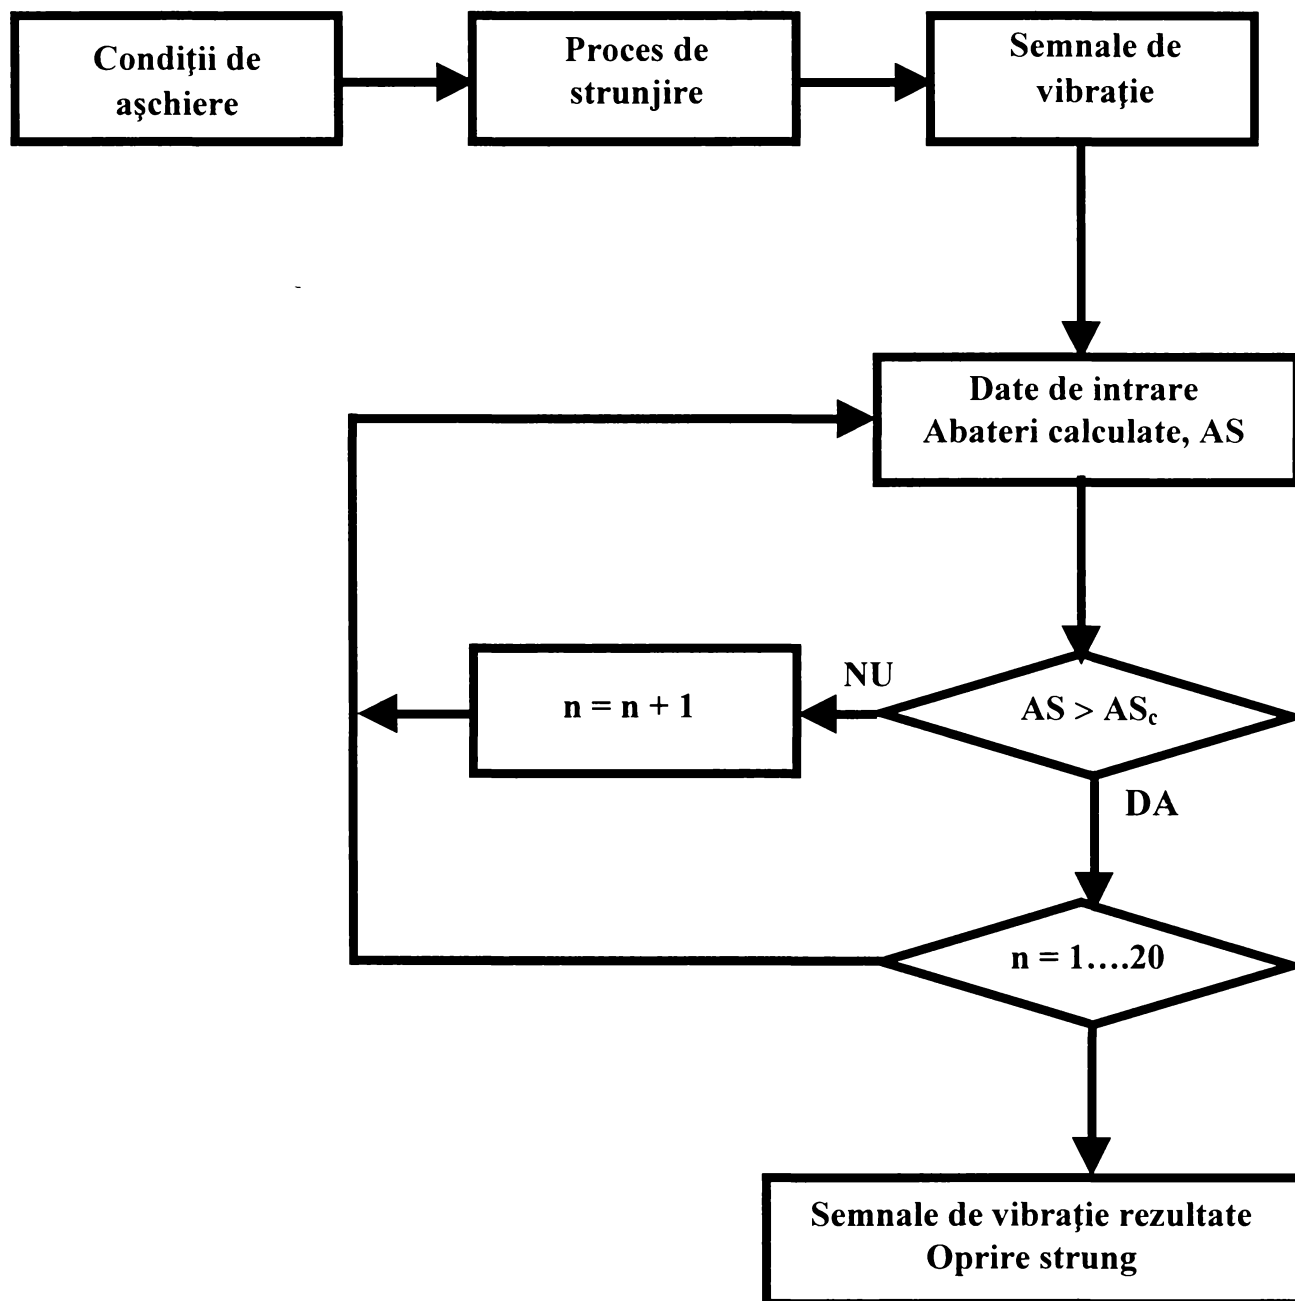 Condiţii de
aşchiere
Proces de
strunjire
Semnale de
vibraţie
Date de intrare
Abateri calculate, AS
n = n + 1
NU
AS > ASc
DA
n = 1....20
Semnale de vibraţie rezultate
Oprire strung